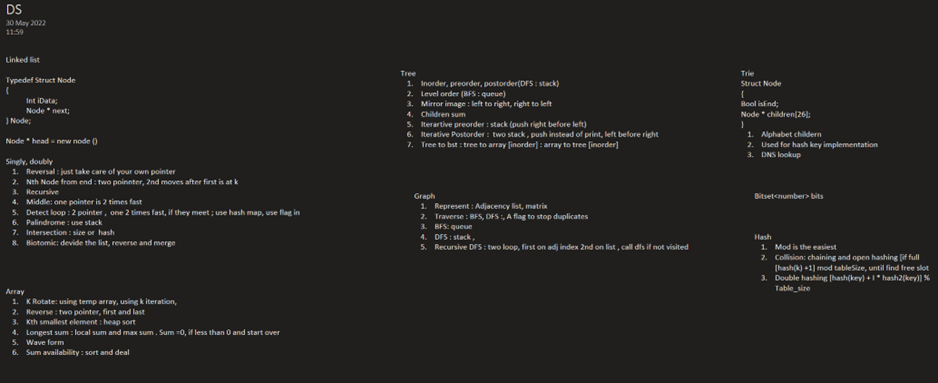 DS
30 May 2022
11:59
Linked list
Typedef Struct Node
{
Int iData;
Node * next;
} Node;
Node * head = new node ()
Singly, doubly
1. Reversal : just take care of your own pointer
2. Nth Node from end : two poinnter, 2nd moves after first is at k
3. Recursive
4. Middle: one pointer is 2 times fast
5. Detect loop : 2 pointer , one 2 times fast, if they meet ; use hash map, use flag in
6. Palindrome : use stack
7. Intersection : size or hash
8. Biotomic: devide the list, reverse and merge
Array
1. K Rotate: using temp array, using k iteration,
2. Reverse : two pointer, first and last
3. Kth smallest element : heap sort
4. Longest sum : local sum and max sum . Sum =0, if less than 0 and start over
5. Wave form
6. Sum availability : sort and deal
Tree
1. Inorder, preorder, postorder(DFS : stack)
2. Level order (BFS : queue)
3. Mirror image : left to right, right to left
4. Children sum
5. Iterartive preorder : stack (push right before left)
6. Iterative Postorder : two stack , push instead of print, left before right
7. Tree to bst : tree to array [inorder] : array to tree [inorder]
Graph
1. Represent : Adjacency list, matrix
2. Traverse : BFS, DFS :, A flag to stop duplicates
3. BFS: queue
4. DFS : stack ,
5. Recursive DFS : two loop, first on adj index 2nd on list , call dfs if not visited
Trie
Struct Node
{
Bool isEnd;
Node * children[26];
}
1. Alphabet childern
2. Used for hash key implementation
3. DNS lookup
Bitset<number> bits
Hash
1. Mod is the easiest
2. Collision: chaining and open hashing [if full
[hash(k) +1] mod tableSize, until find free slot
3. Double hashing [hash(key) + I * hash2(key)] %
Table_size